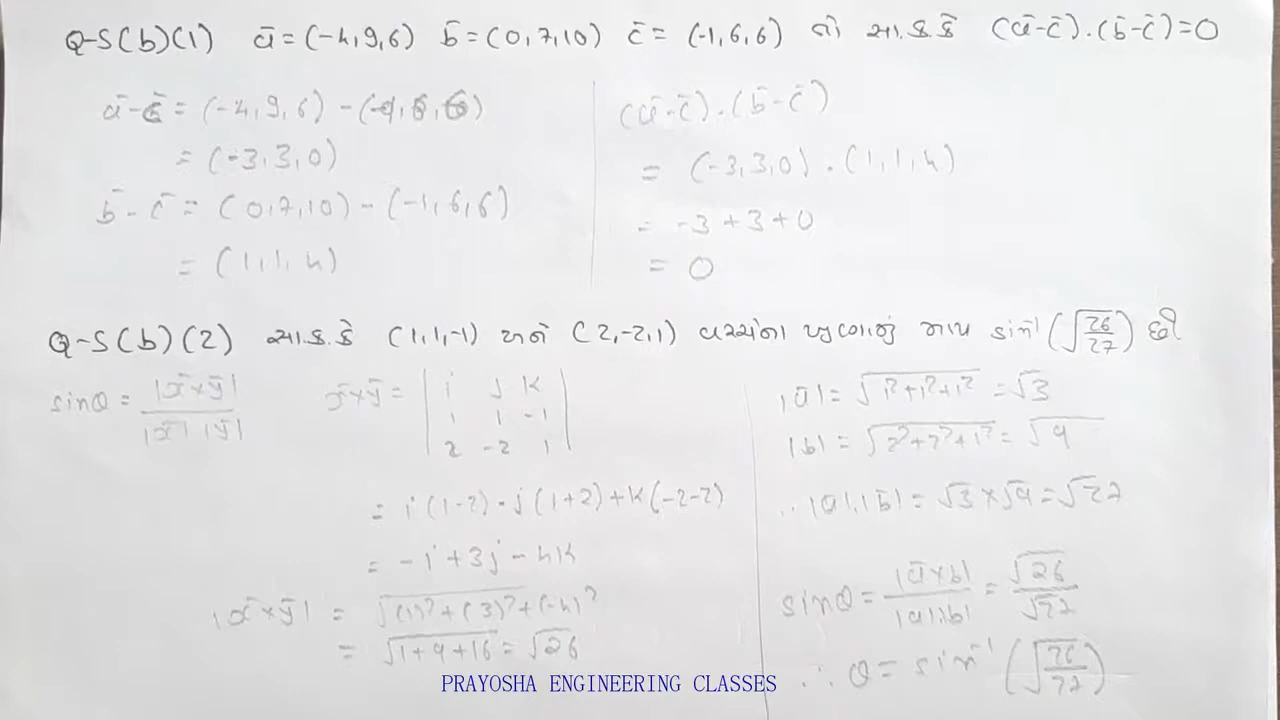 Q-5(b)(1) ā = (-4,9,6) b̄ = (0,7,10) c̄ = (-1,6,6) તો સા.ક.કે (ā-c̄).(b̄-c̄)=0
ā-c̄ = (-4,9,6) - (-1,6,6)
= (-3,3,0)
b̄-c̄ = (0,7,10) - (-1,6,6)
= (1,1,4)
(ā-c̄).(b̄-c̄)
= (-3,3,0).(1,1,4)
= -3+3+0
= 0
Q-5(b)(2) સા.ક.કે (1,1,-1) અને (2,-2,1) વચ્ચેના ખૂણાનું માપ sin⁻¹(√26/27) છે
sinθ = |x̄×ȳ| / |x̄| |ȳ|
x̄×ȳ = | i j k
1 1 -1
2 -2 1 |
= i(1-2) - j(1+2) + k(-2-2)
= -i+3j-4k
|x̄×ȳ| = √(1)²+(3)²+(-4)²
= √1+9+16 = √26
|ā| = √1²+1²+1² = √3
|b| = √2²+2²+1² = √9
∴ |ā|.|b̄| = √3×√9 = √27
sinθ = |ā×b| / |a|.|b| = √26/√27
∴ θ = sin⁻¹(√26/27)
PRAYOSHA ENGINEERING CLASSES